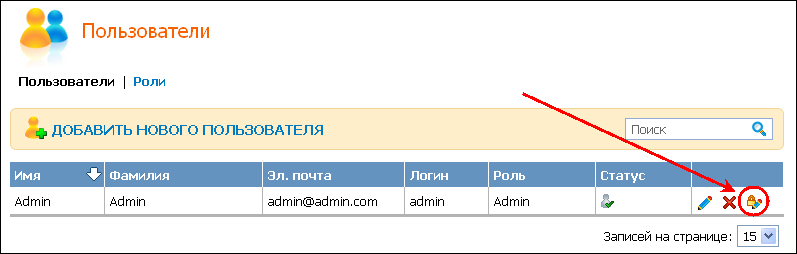 Пользователи
Пользователи | Роли
ДОБАВИТЬ НОВОГО ПОЛЬЗОВАТЕЛЯ Поиск
Имя Фамилия Эл. почта Логин Роль Статус
Admin Admin admin@admin.com admin Admin
Записей на странице: 15